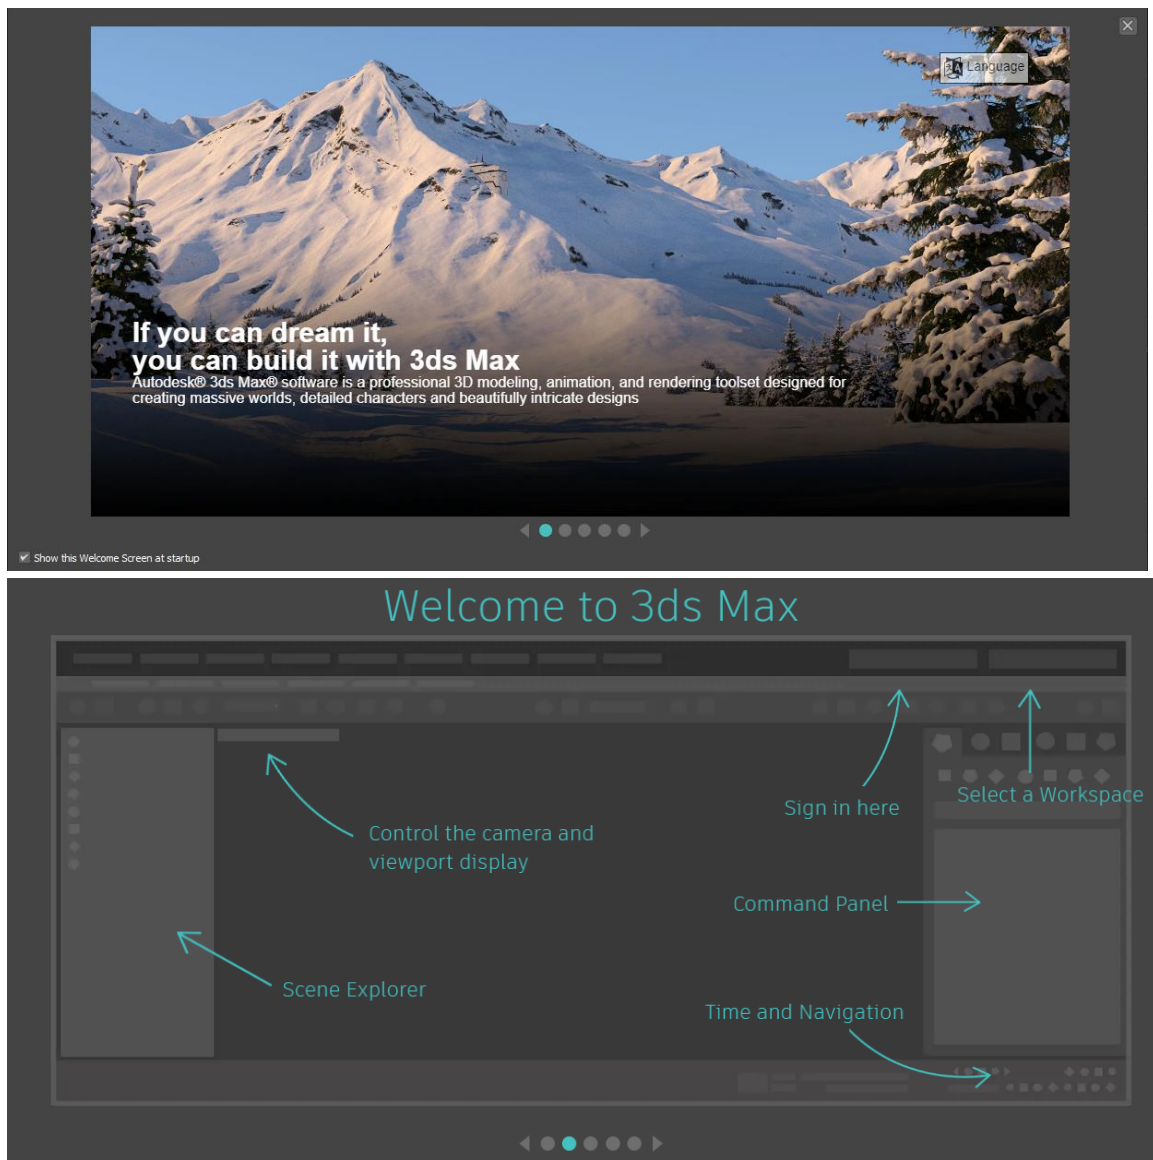 Language
If you can dream it,
you can build it with 3ds Max
Autodesk® 3ds Max® software is a professional 3D modeling, animation, and rendering toolset designed for
creating massive worlds, detailed characters and beautifully intricate designs
Show this Welcome Screen at startup
Welcome to 3ds Max
Sign in here
Select a Workspace
Control the camera and
viewport display
Command Panel
Scene Explorer
Time and Navigation